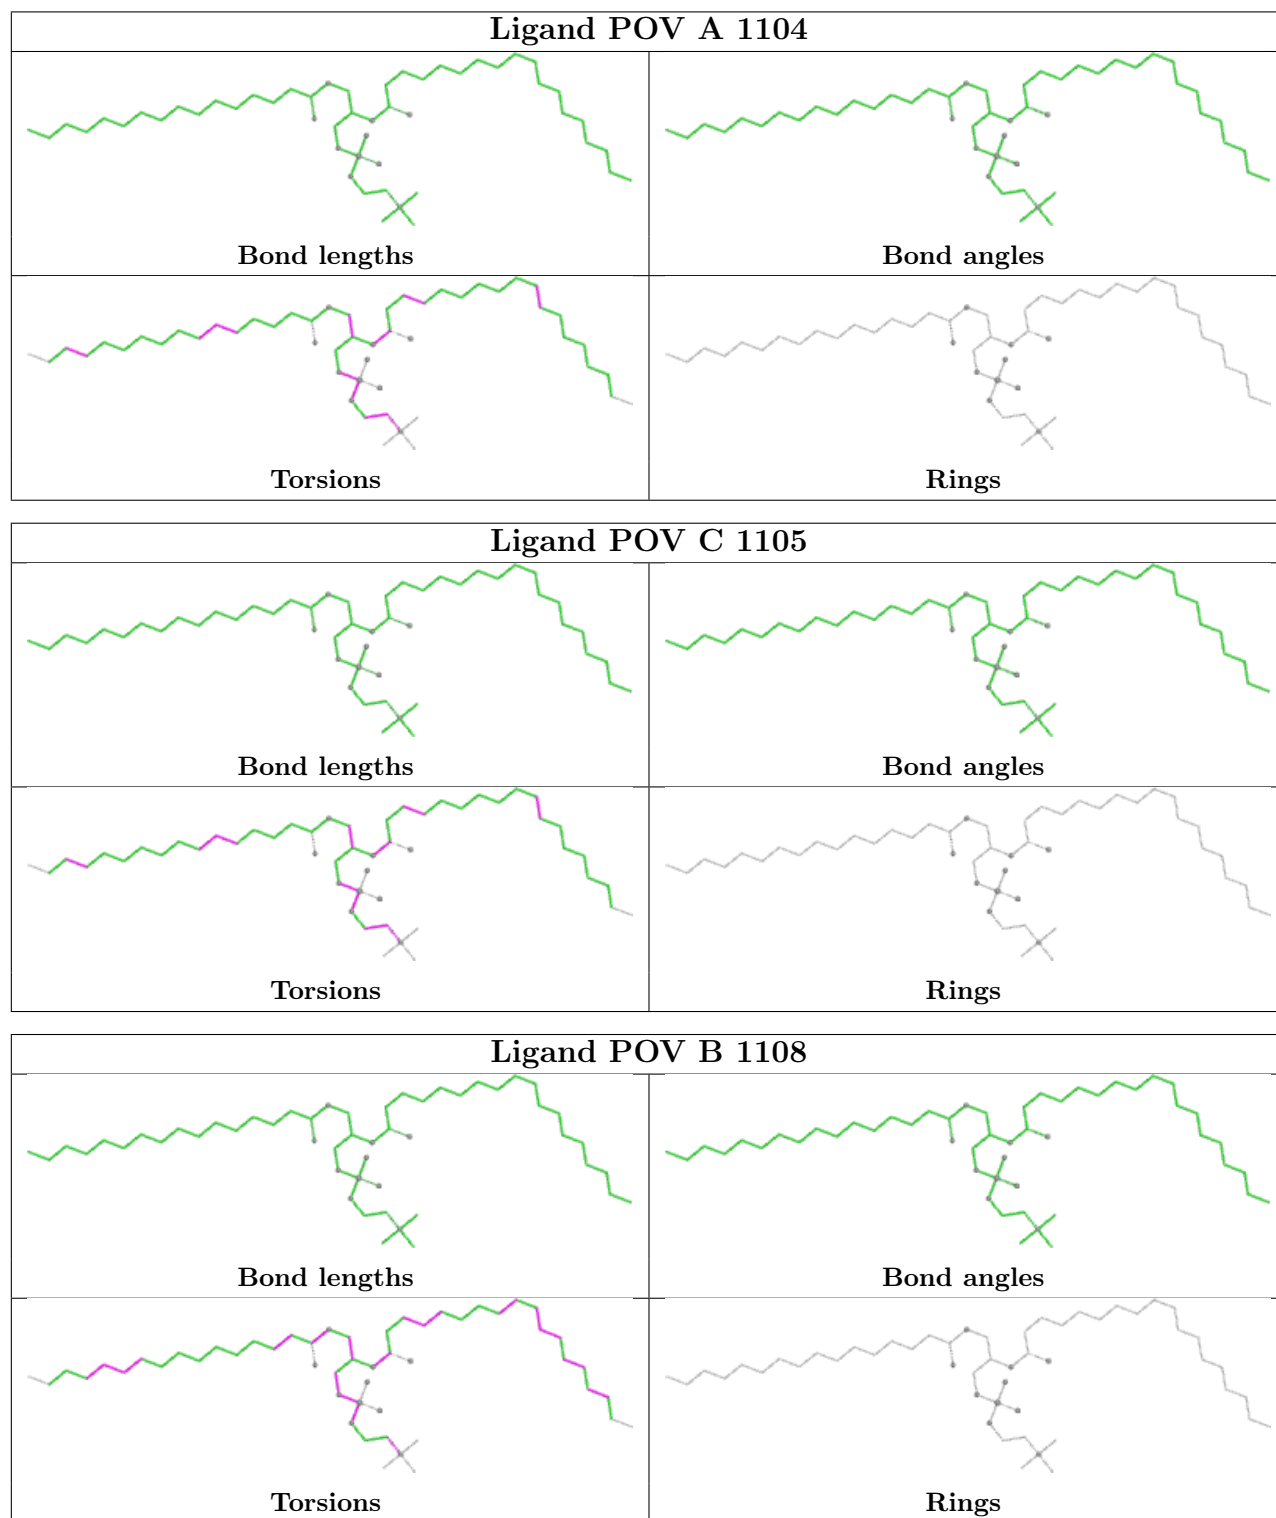 Ligand POV A 1104
Bond lengths
Bond angles
Torsions
Rings
Ligand POV C 1105
Bond lengths
Bond angles
Torsions
Rings
Ligand POV B 1108
Bond lengths
Bond angles
Torsions
Rings